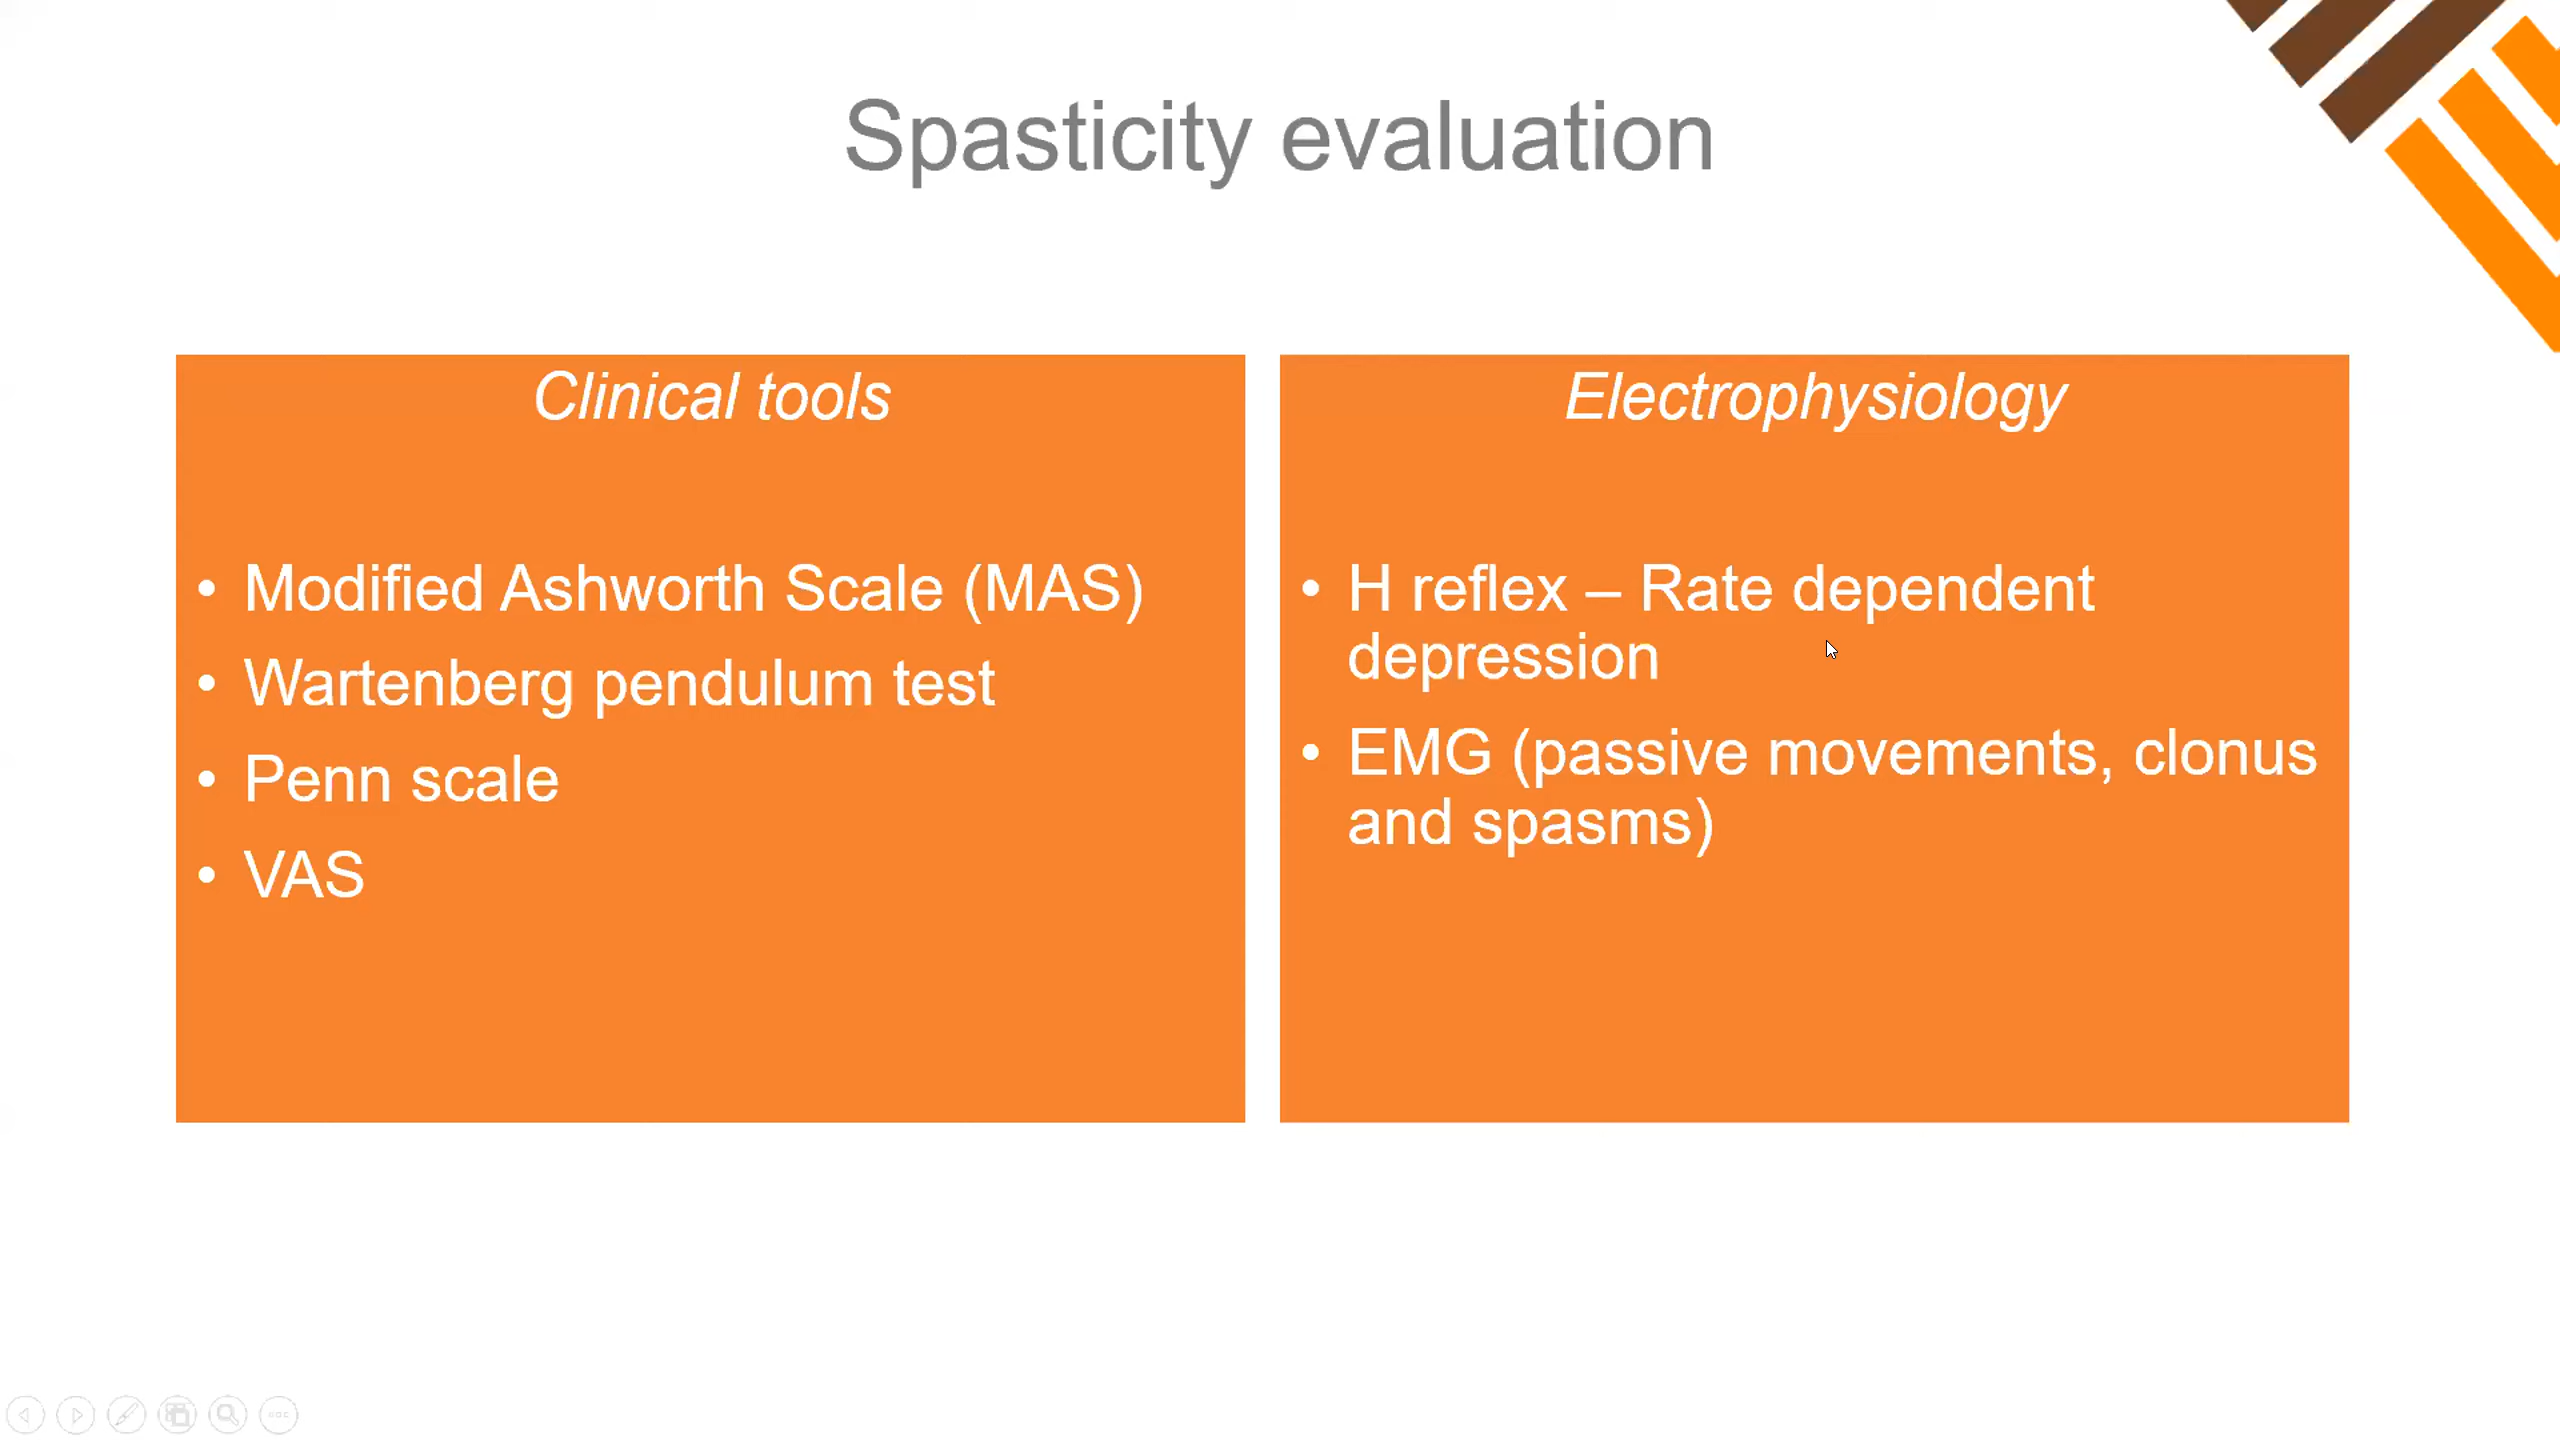 Spasticity evaluation
Clinical tools
• Modified Ashworth Scale (MAS)
• Wartenberg pendulum test
• Penn scale
• VAS
Electrophysiology
• H reflex – Rate dependent
depression
• EMG (passive movements, clonus
and spasms)